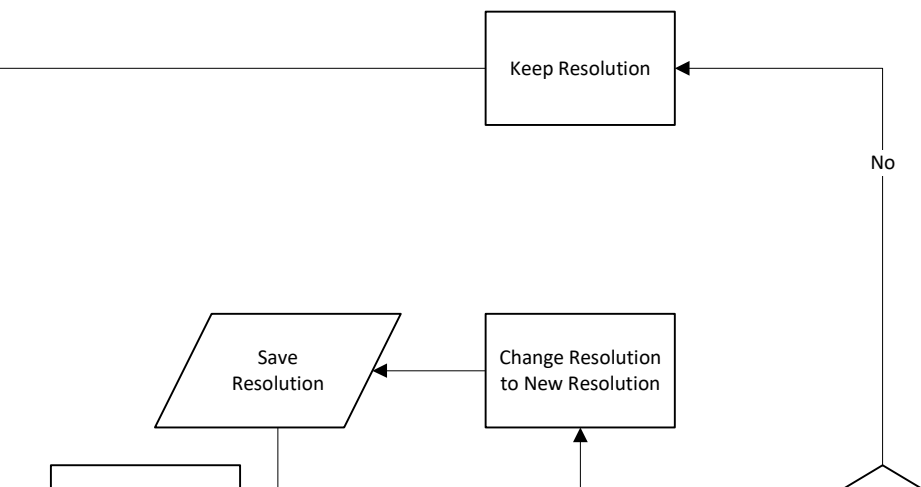 Keep Resolution
No
Save
Resolution
Change Resolution
to New Resolution